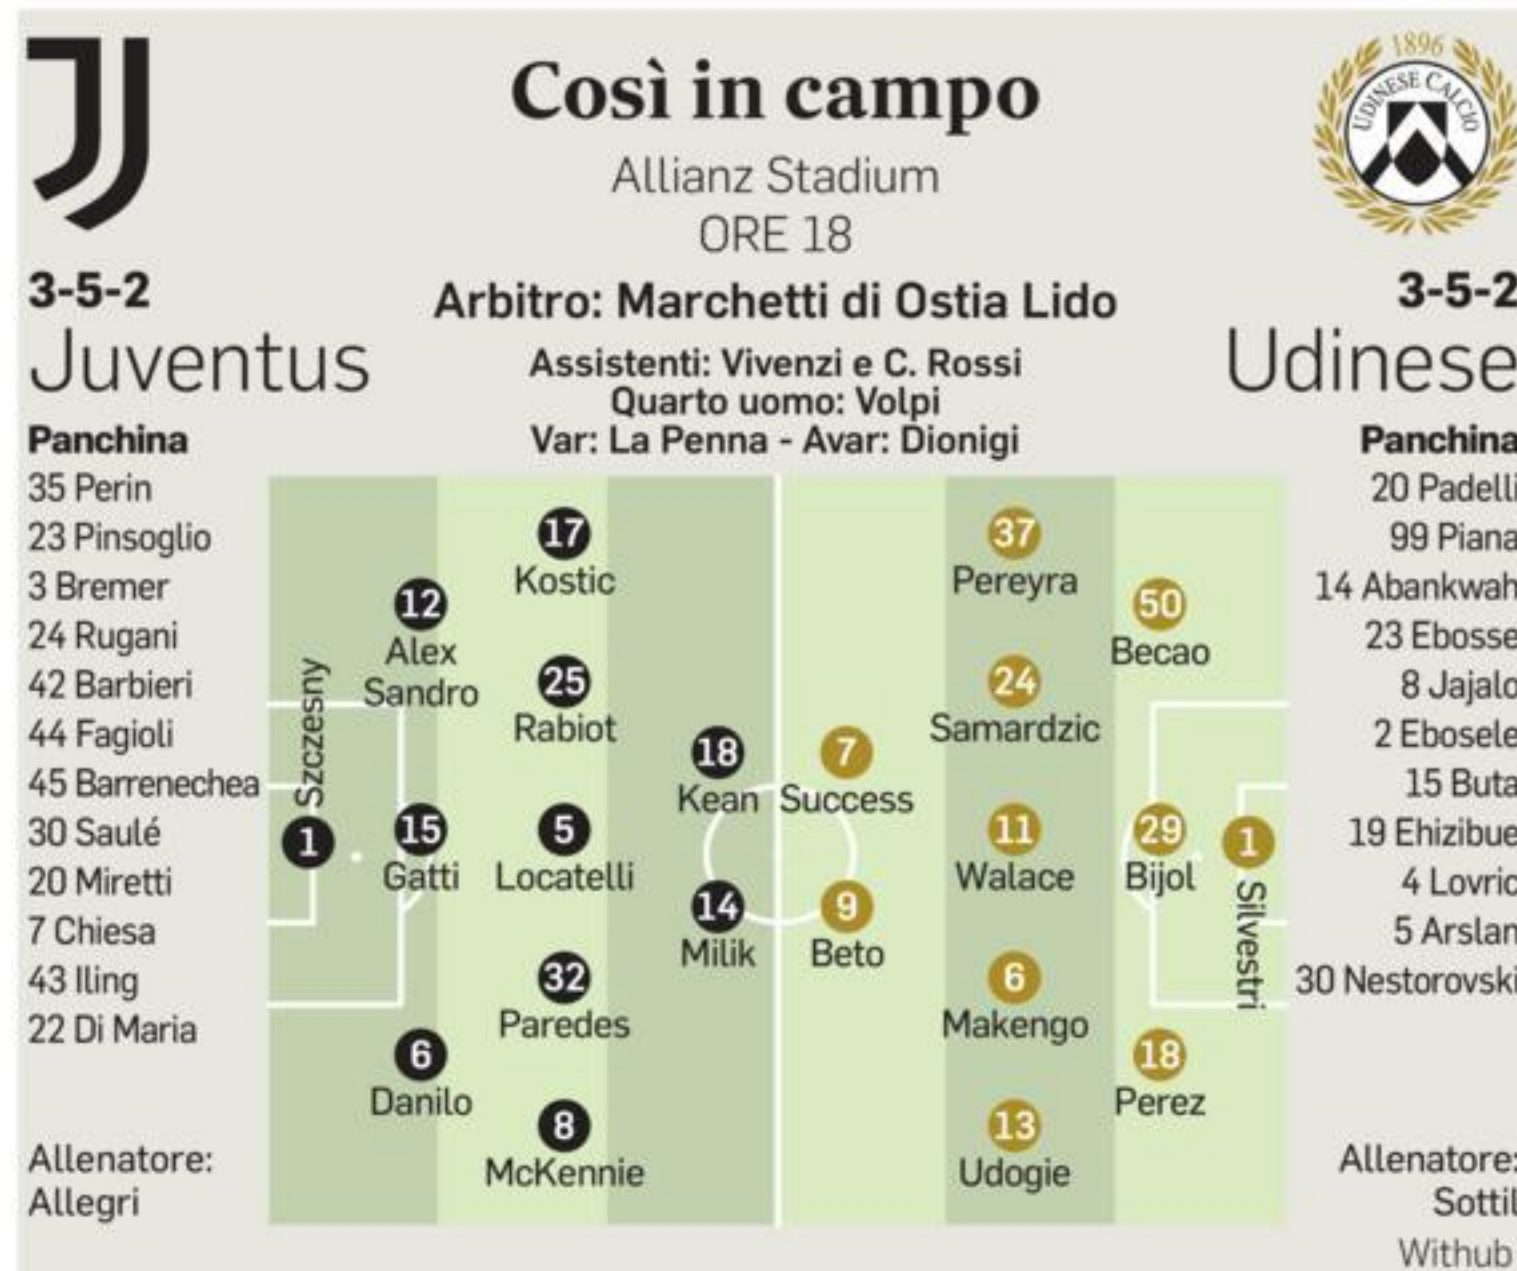 Così in campo
Allianz Stadium
ORE 18
Arbitro: Marchetti di Ostia Lido
Assistenti: Vivenzi e C. Rossi
Quarto uomo: Volpi
Var: La Penna - Avar: Dionigi
3-5-2
Juventus
Panchina
35 Perin
23 Pinsoglio
3 Bremer
24 Rugani
42 Barbieri
44 Fagioli
45 Barrenechea
30 Saulé
20 Miretti
7 Chiesa
43 Iling
22 Di Maria
Allenatore:
Allegri
1
Szczesny
12
Alex
Sandro
15
Gatti
6
Danilo
17
Kostic
25
Rabiot
5
Locatelli
32
Paredes
8
McKennie
18
Kean
14
Milik
1896
UDINESE CALCIO
3-5-2
Udinese
Panchina
20 Padelli
99 Piana
14 Abankwah
23 Ebosse
8 Jajalo
2 Ebosele
15 Buta
19 Ehizibue
4 Lovric
5 Arslan
30 Nestorovski
Allenatore:
Sottil
7
Success
9
Beto
37
Pereyra
24
Samardzic
11
Walace
6
Makengo
13
Udogie
50
Becao
29
Bijol
18
Perez
1
Silvestri
Withub